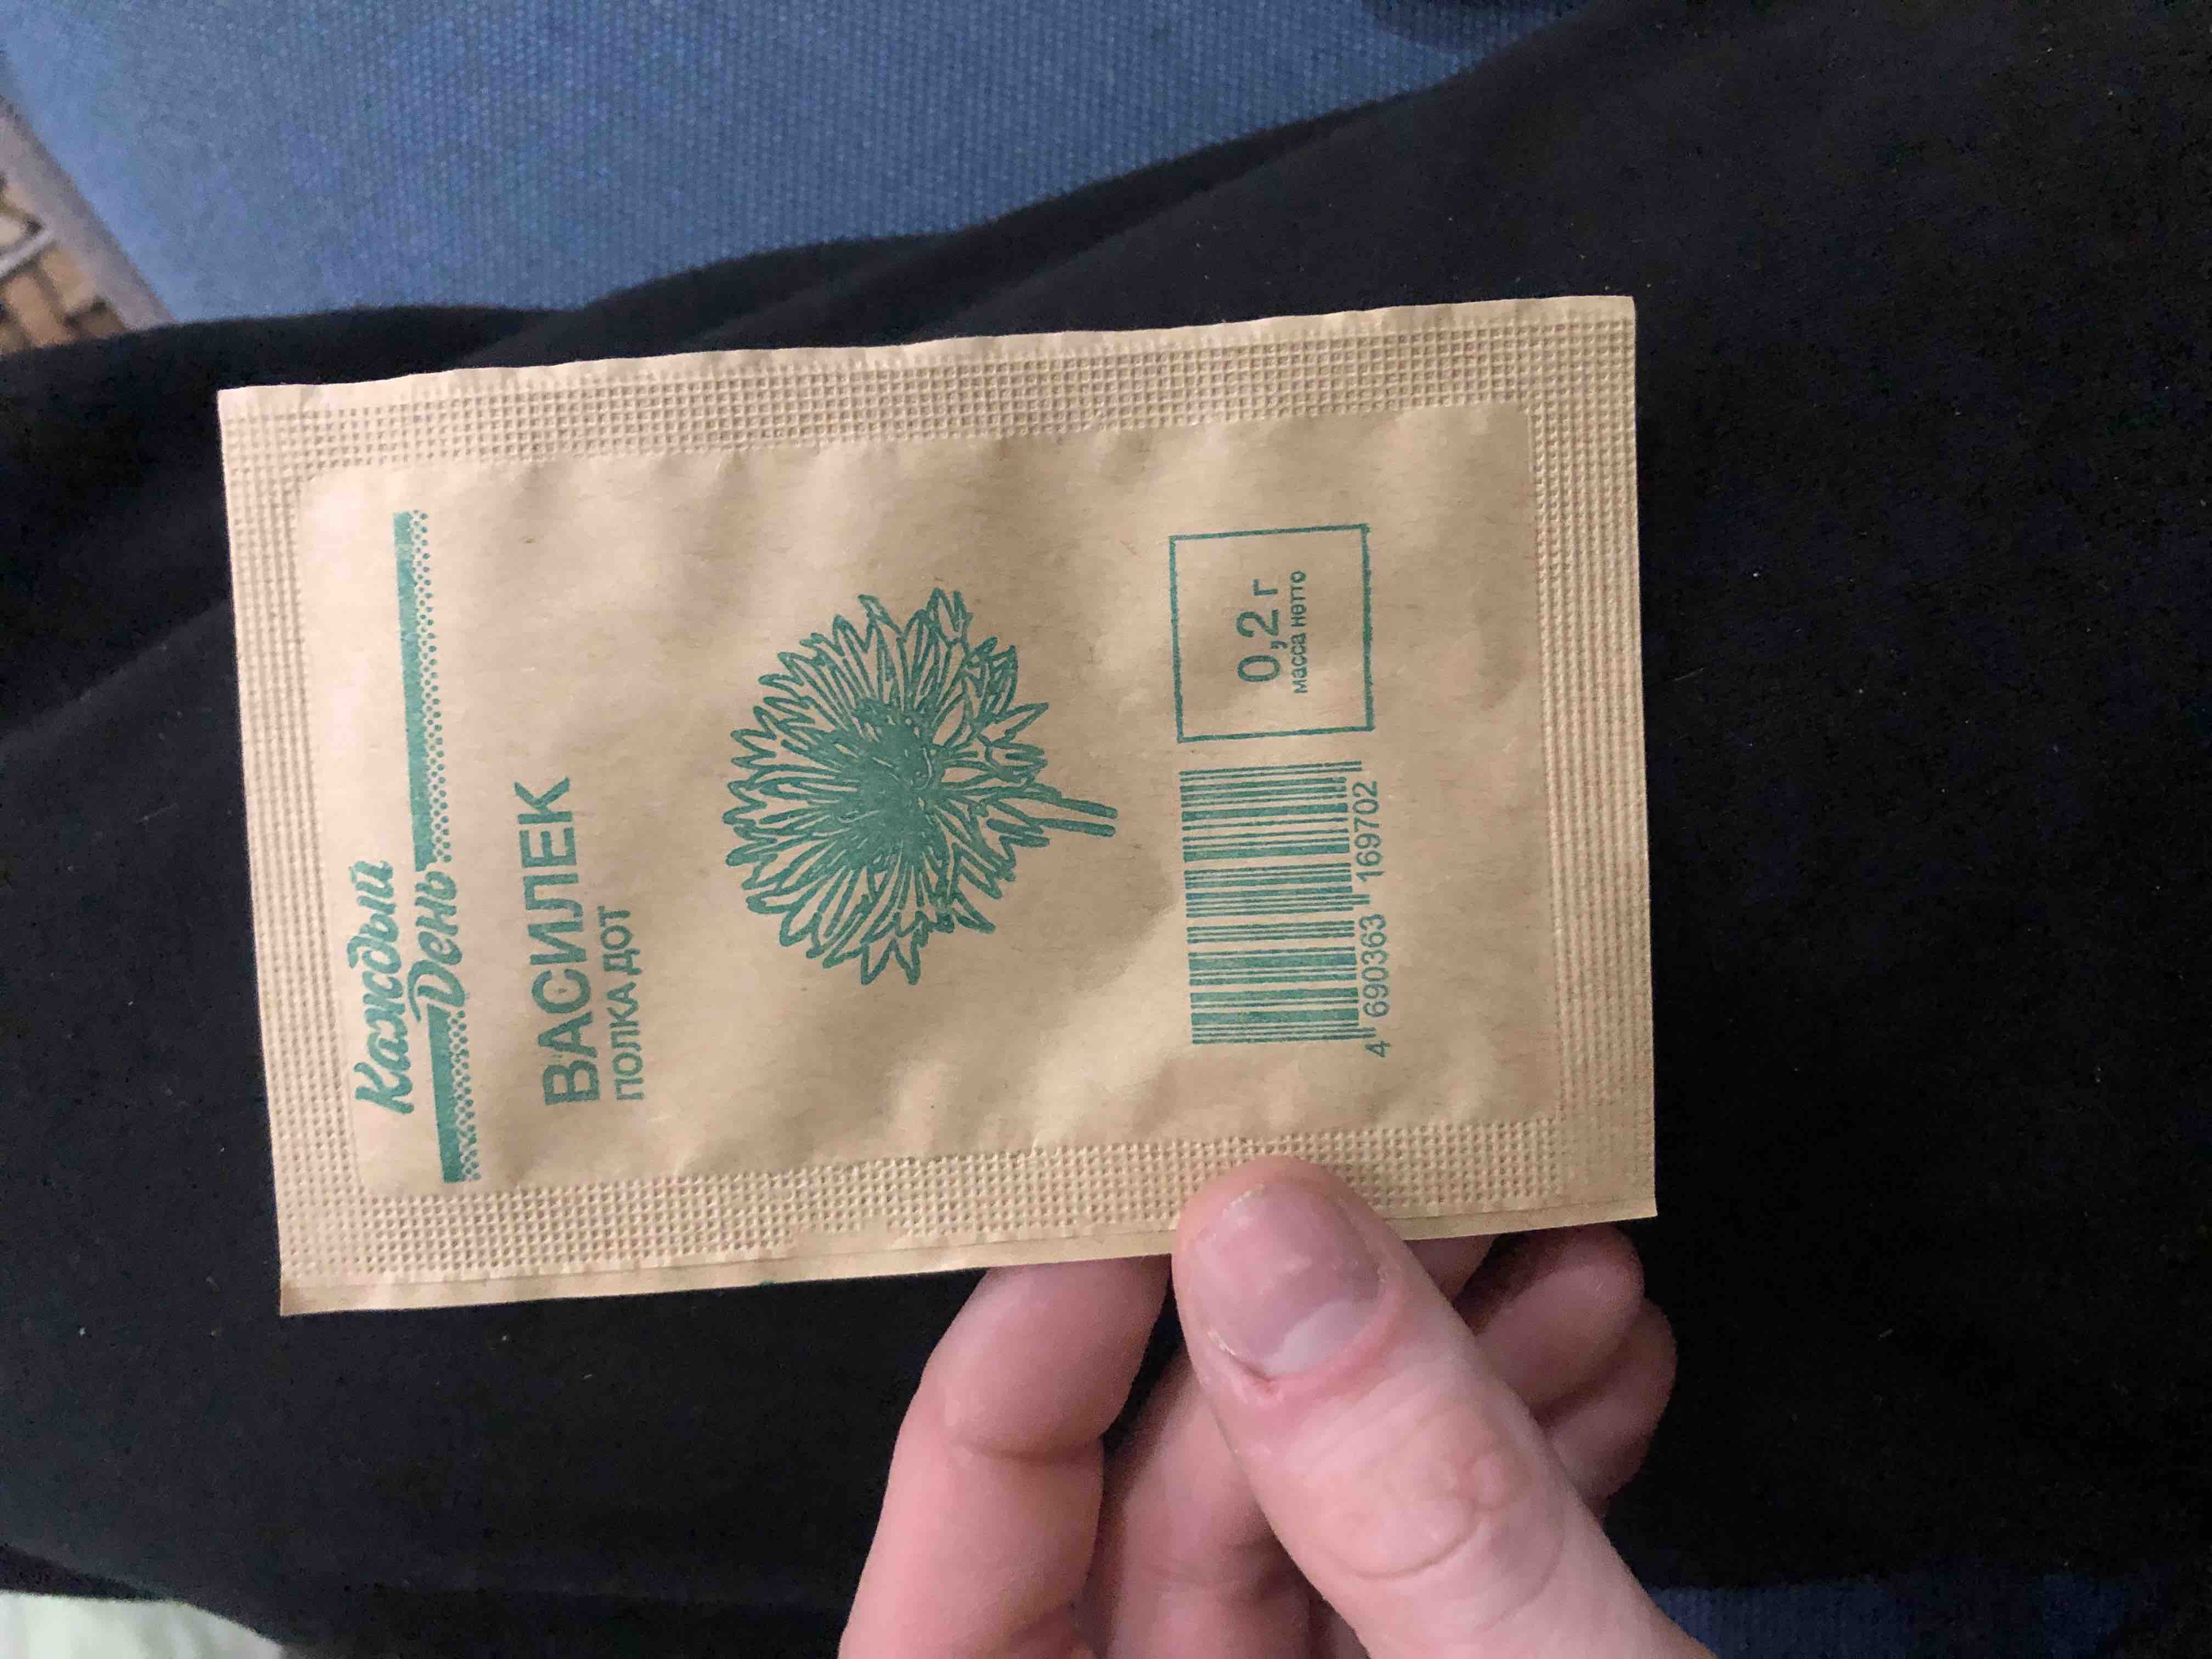 Каждый
День
ВАСИЛЕК
ПОЛКА ДОТ
4 690363 169702
0,2 г
масса нетто